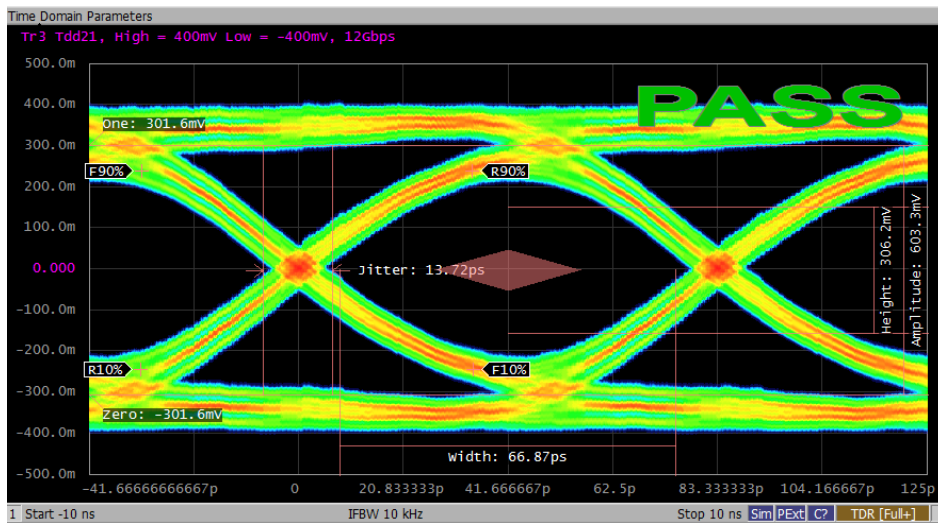 Time Domain Parameters
Tr3 Tdd21, High = 400mV Low = -400mV, 12Gbps
500.0m
400.0m
PASS
One: 301.6mV
300.0m
F90%
R90%
200.0m
100.0m
0.000
Jitter: 13.72ps
Height: 306.2mV
Amplitude: 603.3mV
-100.0m
-200.0m
R10%
F10%
-300.0m
Zero: -301.6mV
-400.0m
Width: 66.87ps
-500.0m
-41.66666666667p 0 20.833333p 41.666667p 62.5p 83.333333p 104.166667p 125p
1 Start -10 ns IFBW 10 kHz Stop 10 ns Sim PExt C? TDR [Full+]